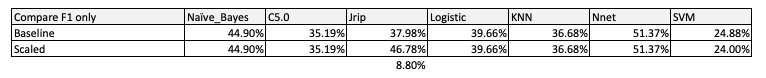 Compare F1 only Naïve_Bayes C5.0 Jrip Logistic KNN Nnet SVM
Baseline 44.90% 35.19% 37.98% 39.66% 36.68% 51.37% 24.88%
Scaled 44.90% 35.19% 46.78% 39.66% 36.68% 51.37% 24.00%
8.80%